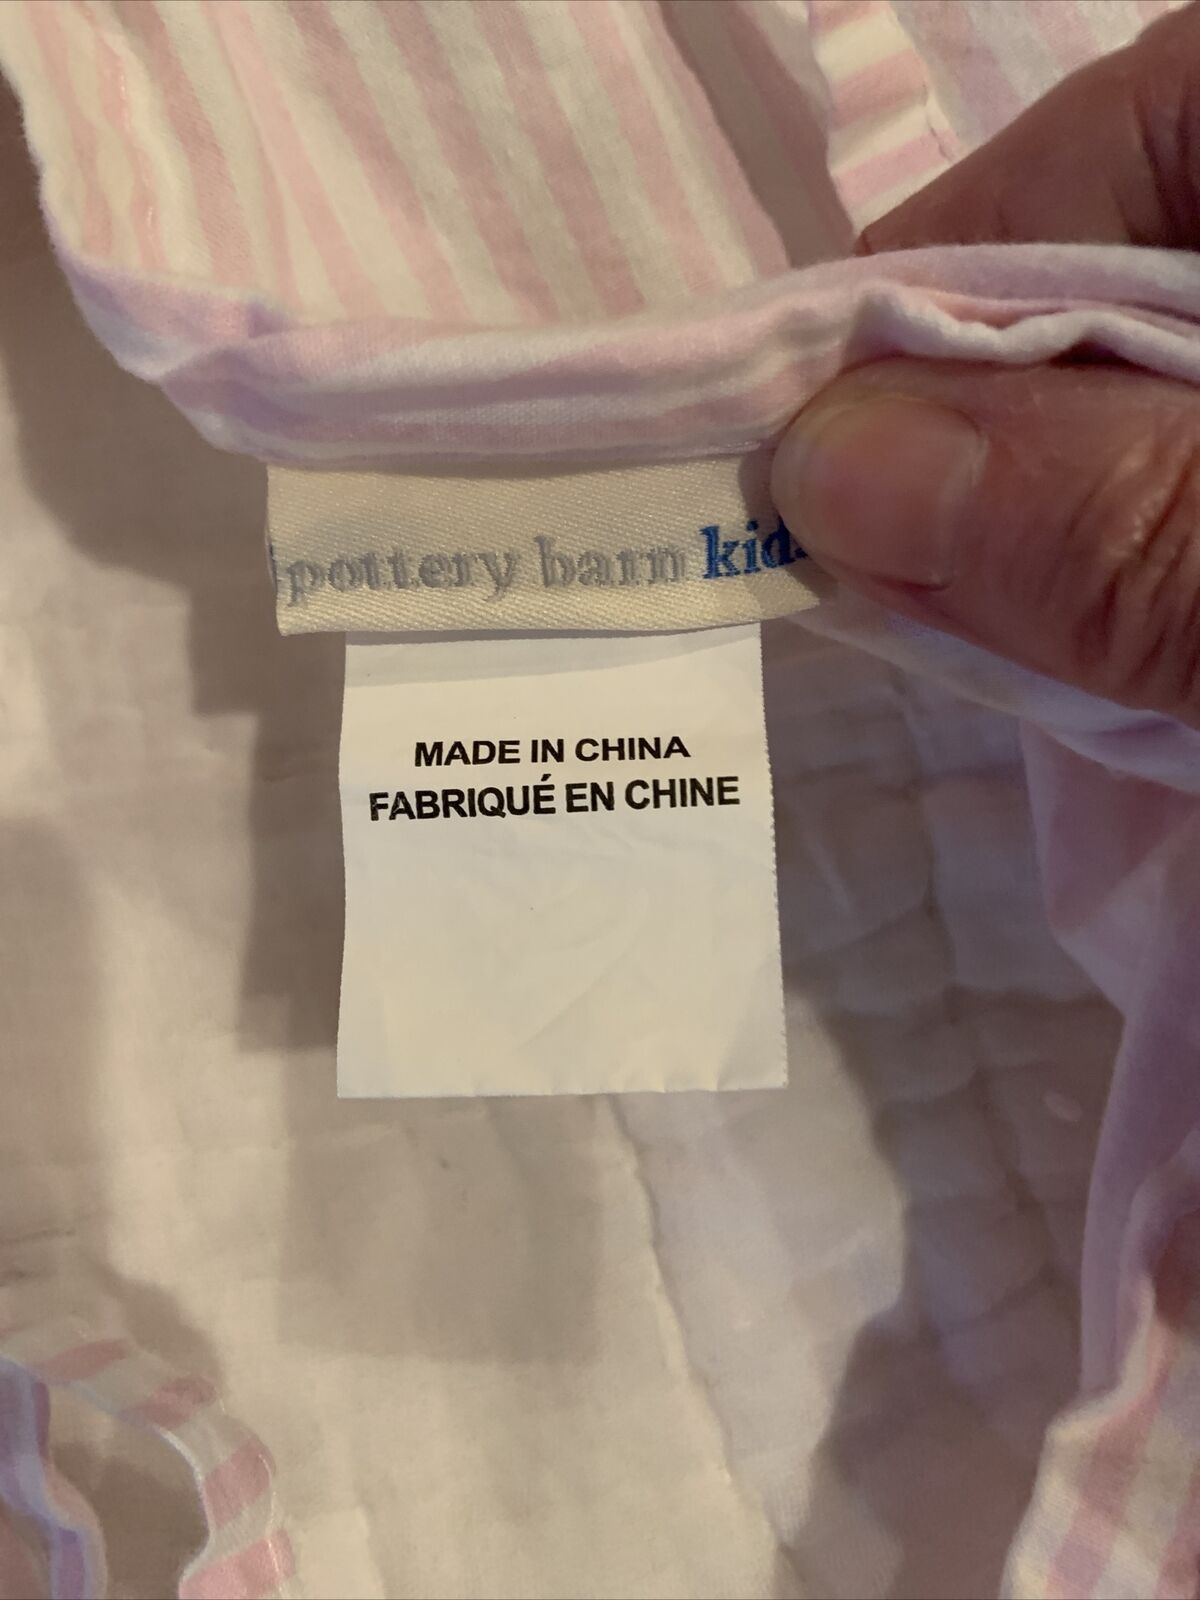 pottery barn kids
MADE IN CHINA
FABRIQUÉ EN CHINE